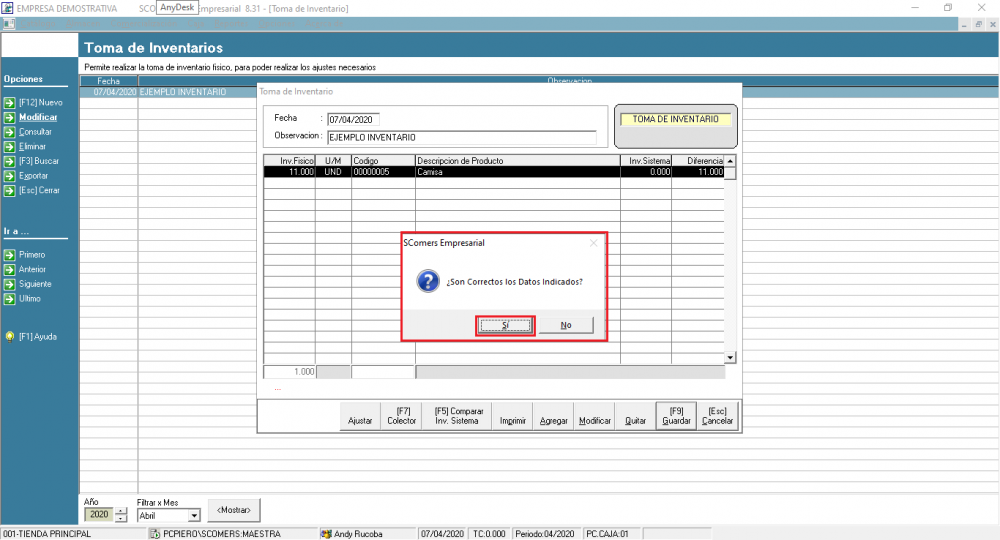 EMPRESA DEMOSTRATIVA SCO AnyDesk Empresarial 8.31 - [Toma de Inventario]
Toma de Inventarios
Permite realizar la toma de inventario fisico, para poder realizar los ajustes necesarios
Opciones
[F12] Nuevo
Modificar
Consultar
Eliminar
[F3] Buscar
Exportar
[Esc] Cerrar
Ir a ...
Primero
Anterior
Siguiente
Ultimo
[F1] Ayuda
Fecha Observacion
07/04/2020 EJEMPLO INVENTARIO
Toma de Inventario
Fecha : 07/04/2020
Observacion : EJEMPLO INVENTARIO
TOMA DE INVENTARIO
Inv.Fisico U/M Codigo Descripcion de Producto Inv.Sistema Diferencia
11.000 UND 00000005 Camisa 0.000 11.000
SComers Empresarial
¿Son Correctos los Datos Indicados?
Sí No
1.000
...
Ajustar
[F7] Colector
[F5] Comparar Inv. Sistema
Imprimir
Agregar
Modificar
Quitar
[F9] Guardar
[Esc] Cancelar
Año
2020
Filtrar x Mes
Abril
<Mostrar>
001-TIENDA PRINCIPAL PCPIERO\SCOMERS:MAESTRA Andy Rucoba 07/04/2020 TC:0.000 Periodo:04/2020 PC.CAJA:01